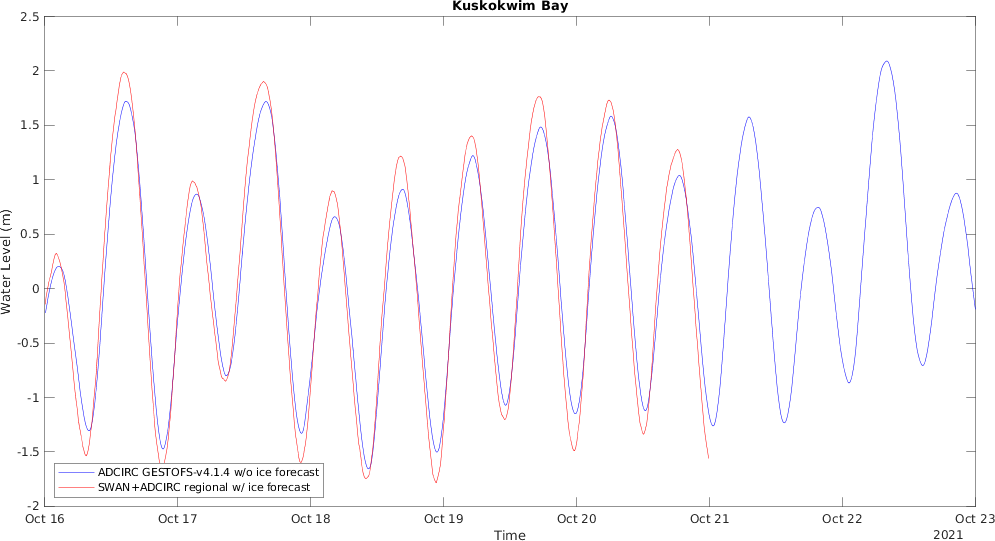 Kuskokwim Bay
2.5
2
1.5
1
0.5
0
-0.5
-1
-1.5
-2
Water Level (m)
ADCIRC GESTOFS-v4.1.4 w/o ice forecast
SWAN+ADCIRC regional w/ ice forecast
Oct 16 Oct 17 Oct 18 Oct 19 Oct 20 Oct 21 Oct 22 Oct 23
Time
2021